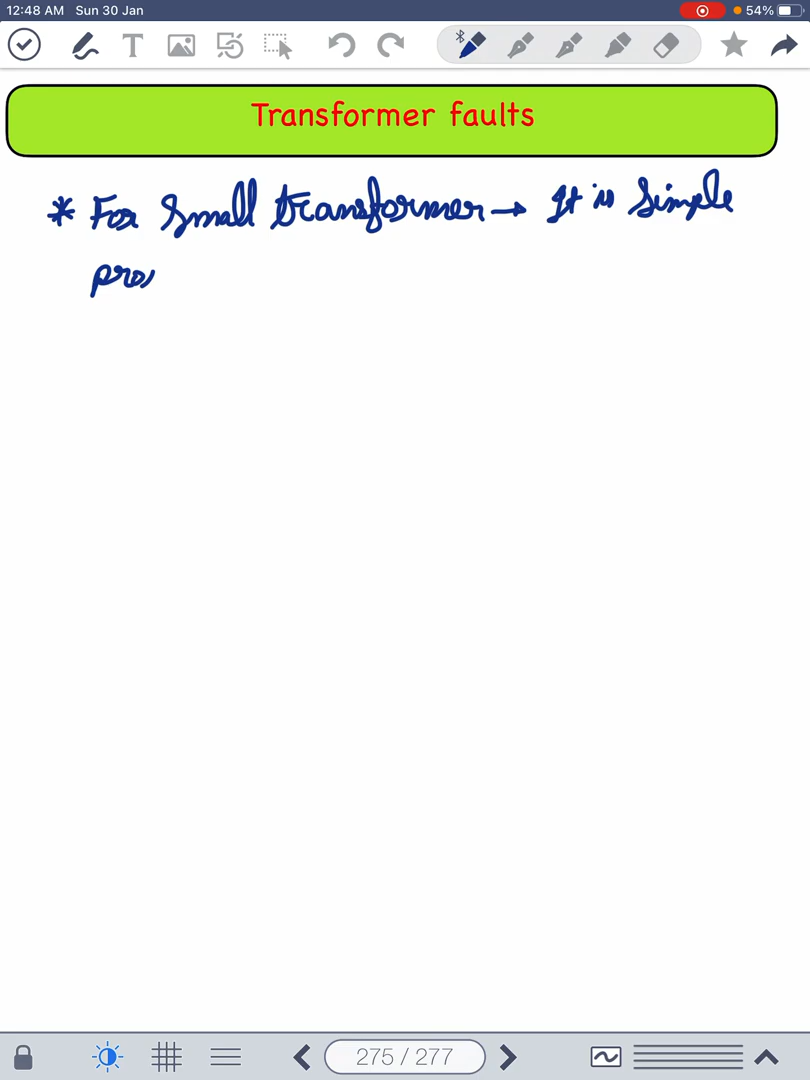 12:48 AM Sun 30 Jan 54%
T
Transformer faults
* For Small transformer → It is Simple
pro
275 / 277